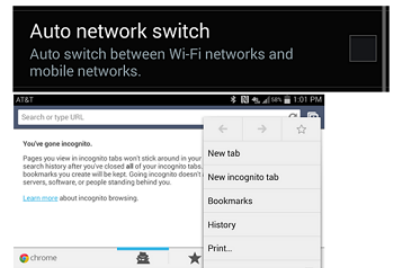 Auto network switch
Auto switch between Wi-Fi networks and
mobile networks.
AT&T 58% 1:01 PM
Search or type URL
You've gone incognito.
Pages you view in incognito tabs won't stick around in your
search history after you've closed all of your incognito tabs.
bookmarks you create will be kept. Going incognito doesn't
servers, software, or people standing behind you.
Learn more about incognito browsing.
chrome
New tab
New incognito tab
Bookmarks
History
Print...